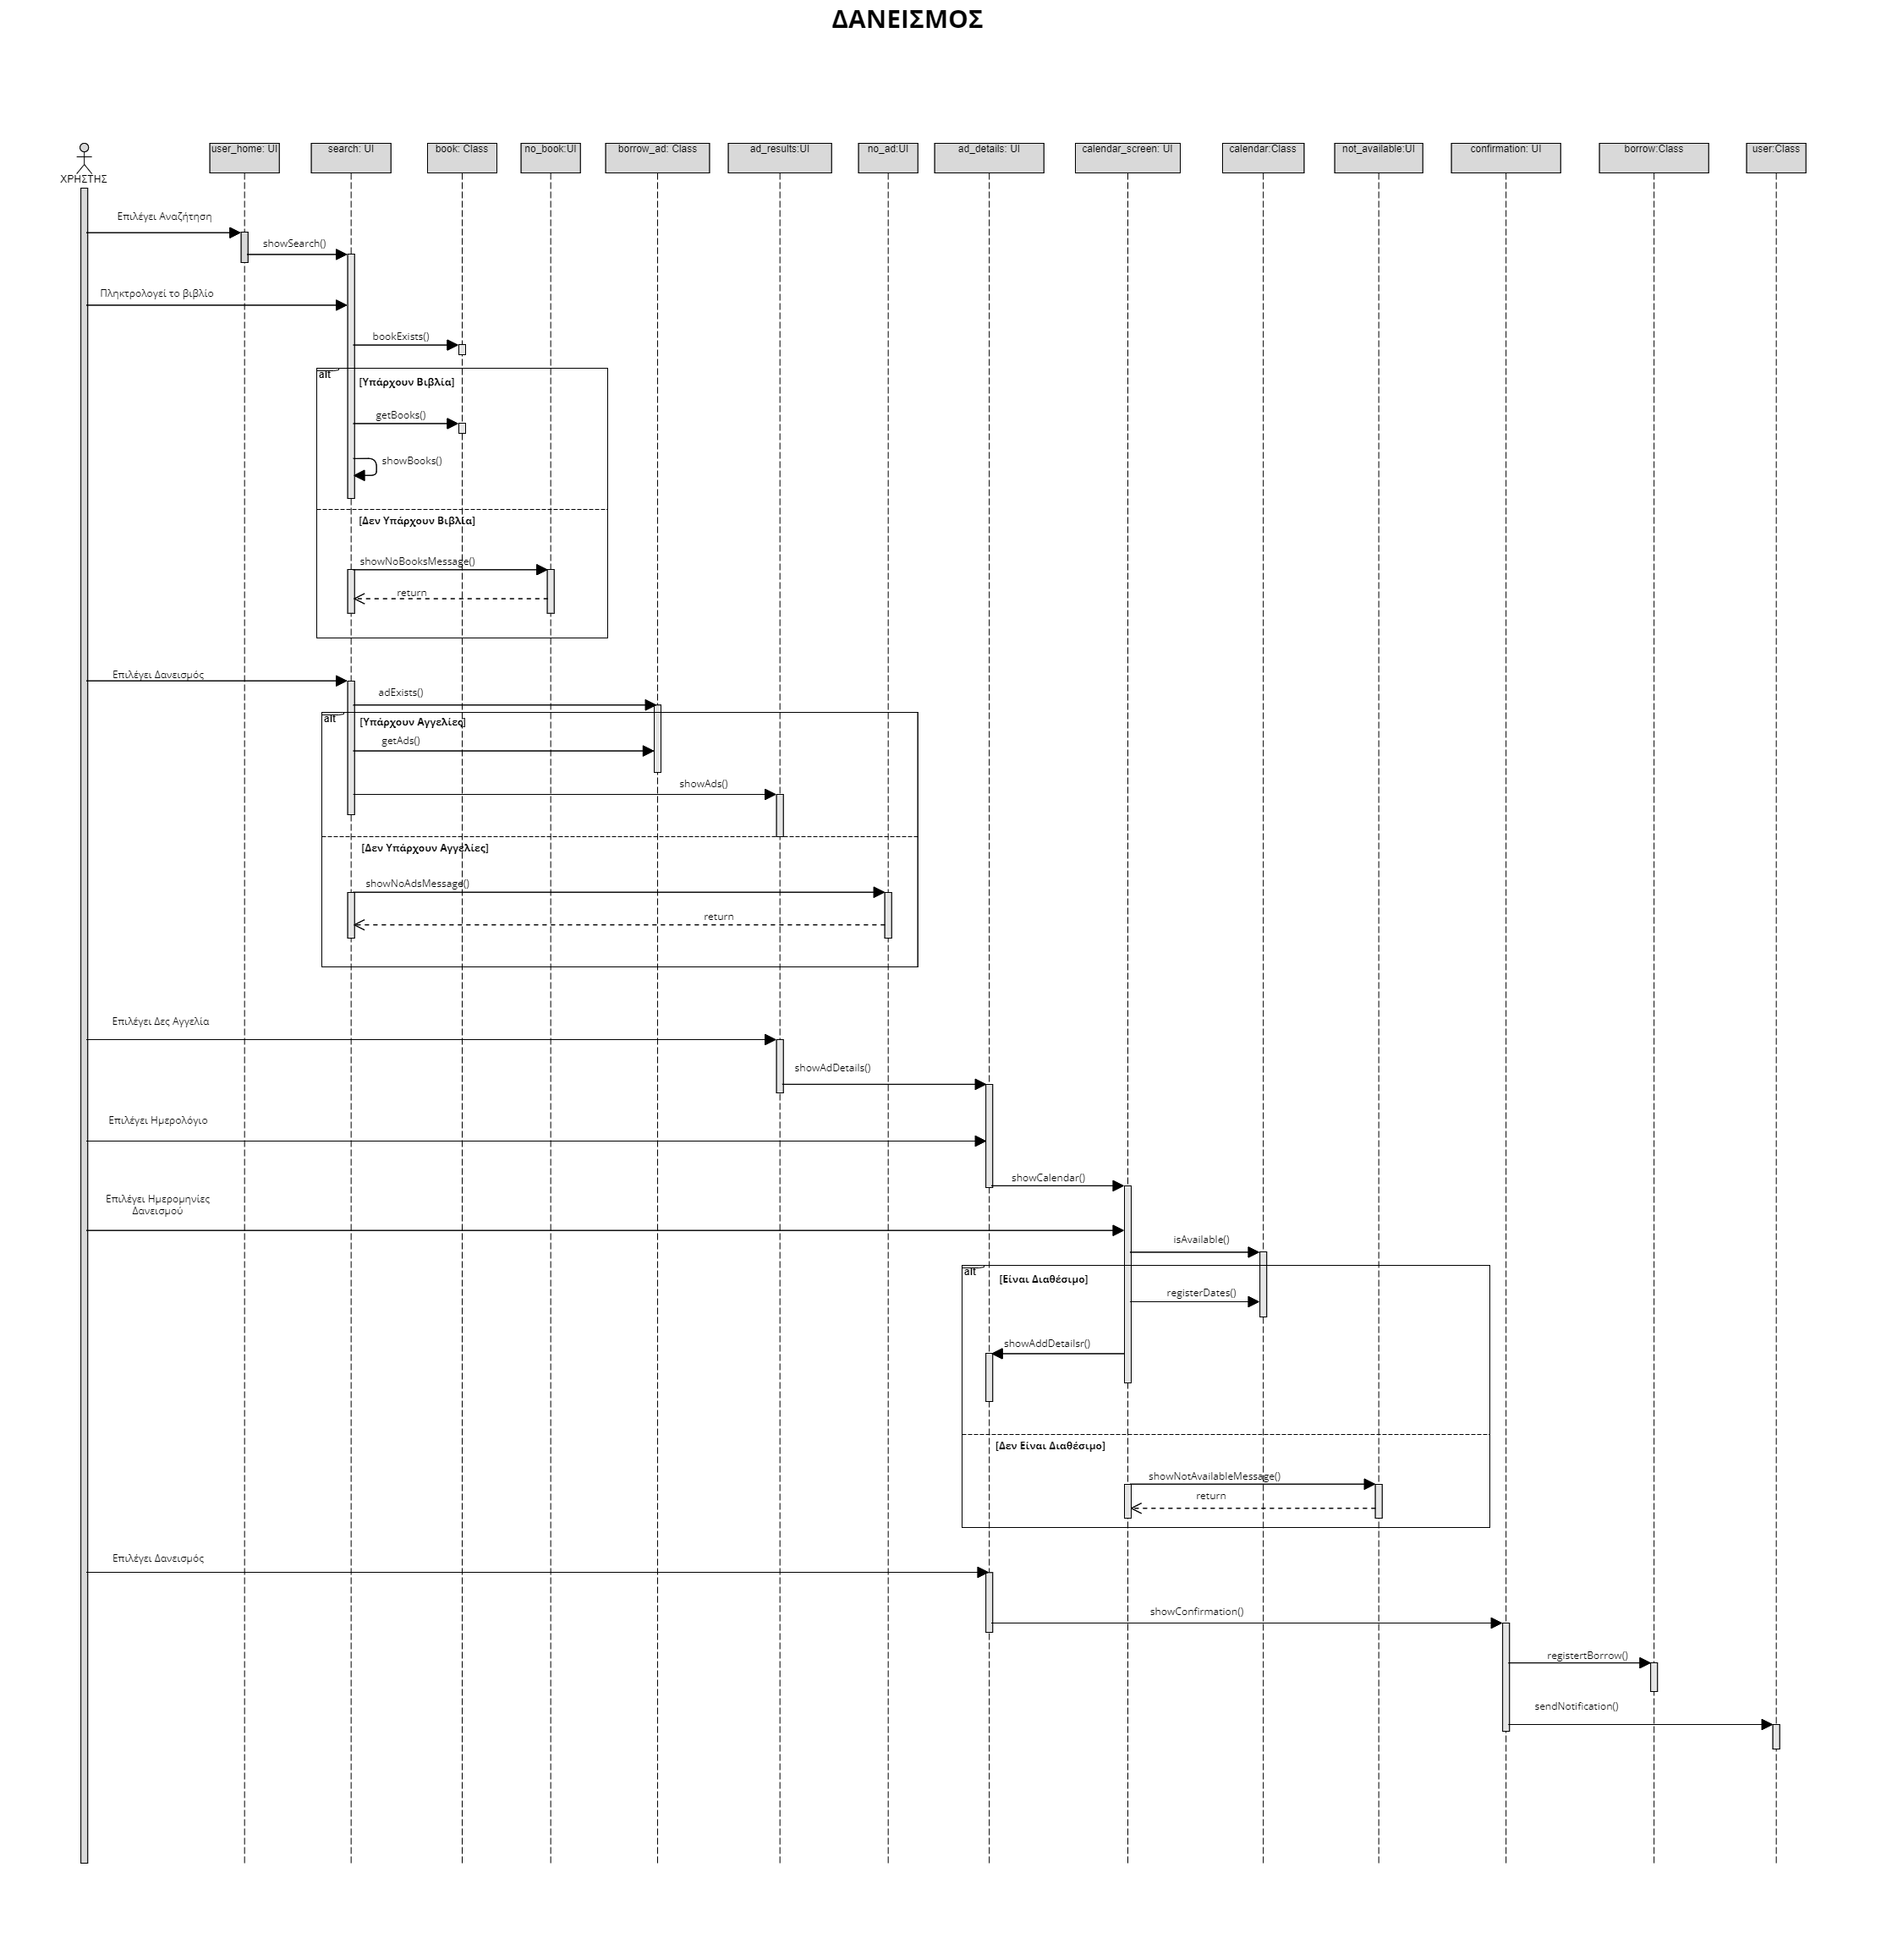 ΔΑΝΕΙΣΜΟΣ
ΧΡΗΣΤΗΣ
user_home: UI
search: UI
book: Class
no_book:UI
borrow_ad: Class
ad_results:UI
no_ad:UI
ad_details: UI
calendar_screen: UI
calendar:Class
not_available:UI
confirmation: UI
borrow:Class
user:Class
Επιλέγει Αναζήτηση
showSearch()
Πληκτρολογεί το βιβλίο
bookExists()
alt
[Υπάρχουν Βιβλία]
getBooks()
showBooks()
[Δεν Υπάρχουν Βιβλία]
showNoBooksMessage()
return
Επιλέγει Δανεισμός
adExists()
alt
[Υπάρχουν Αγγελίες]
getAds()
showAds()
[Δεν Υπάρχουν Αγγελίες]
showNoAdsMessage()
return
Επιλέγει Δες Αγγελία
showAdDetails()
Επιλέγει Ημερολόγιο
showCalendar()
Επιλέγει Ημερομηνίες
Δανεισμού
isAvailable()
alt
[Είναι Διαθέσιμο]
registerDates()
showAddDetailsr()
[Δεν Είναι Διαθέσιμο]
showNotAvailableMessage()
return
Επιλέγει Δανεισμός
showConfirmation()
registertBorrow()
sendNotification()